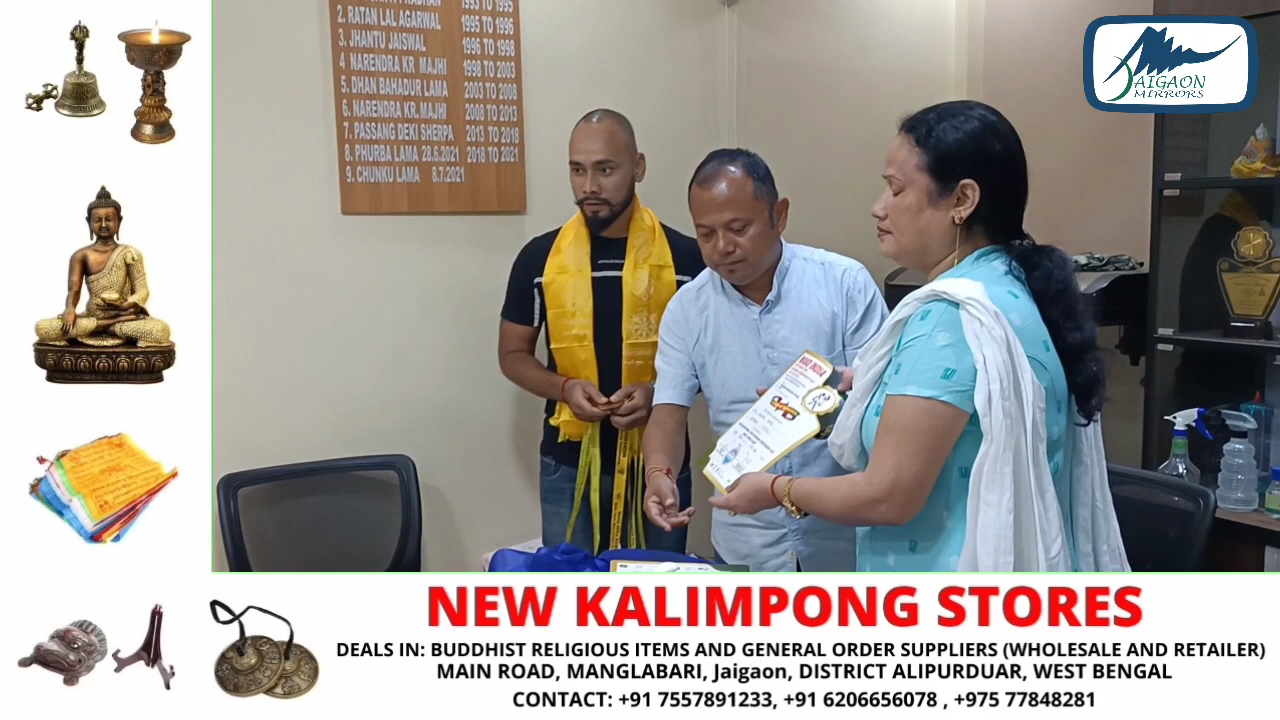 1993 TO 1995
2. RATAN LAL AGARWAL 1995 TO 1996
3. JHANTU JAISWAL 1996 TO 1998
4 NARENDRA KR MAJHI 1998 TO 2003
5. DHAN BAHADUR LAMA 2003 TO 2008
6. NARENDRA KR. MAJHI 2008 TO 2013
7. PASSANG DEKI SHERPA 2013 TO 2018
8. PHURBA LAMA 28.6.2021 2018 TO 2021
9. CHUNKU LAMA 8.7.2021
JAIGAON
MIRRORS
INDIA
NEW KALIMPONG STORES
DEALS IN: BUDDHIST RELIGIOUS ITEMS AND GENERAL ORDER SUPPLIERS (WHOLESALE AND RETAILER)
MAIN ROAD, MANGLABARI, Jaigaon, DISTRICT ALIPURDUAR, WEST BENGAL
CONTACT: +91 7557891233, +91 6206656078 , +975 77848281